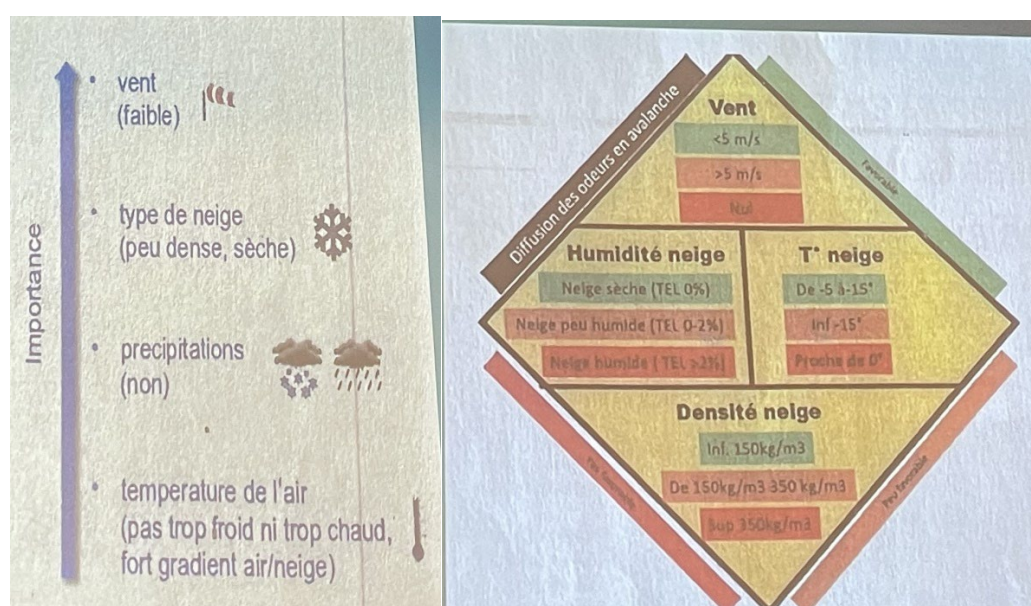 Importance
• vent
(faible)
• type de neige
(peu dense, sèche)
• precipitations
(non)
• temperature de l'air
(pas trop froid ni trop chaud,
fort gradient air/neige)
Diffusion des odeurs en avalanche
Favorable
Vent
<5 m/s
>5 m/s
Nul
Humidité neige
Neige sèche (TEL 0%)
Neige peu humide (TEL 0-2%)
Neige humide ( TEL >2%)
T° neige
De -5 à-15°
Inf -15°
Proche de 0°
Densité neige
Inf. 150kg/m3
De 150kg/m3 350 kg/m3
Sup 350kg/m3
Pas favorable
Peu favorable